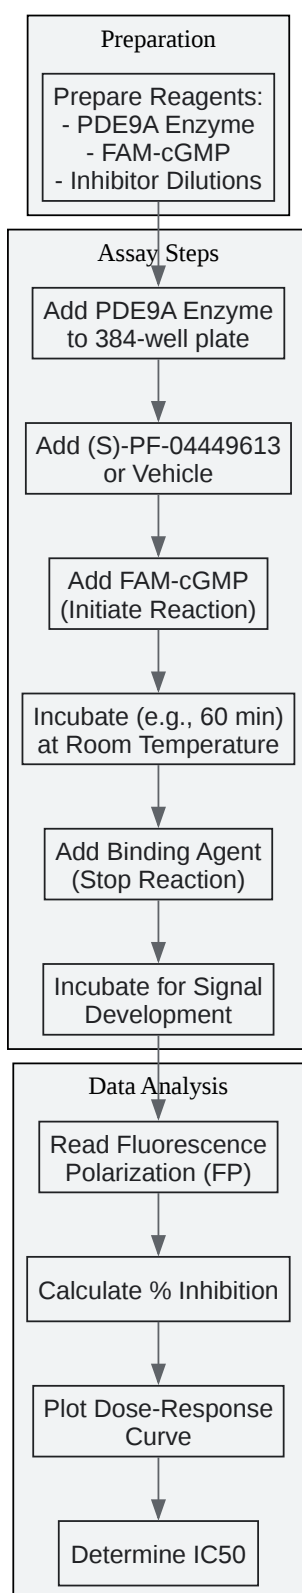 Preparation
Prepare Reagents:
- PDE9A Enzyme
- FAM-cGMP
- Inhibitor Dilutions
Assay Steps
Add PDE9A Enzyme
to 384-well plate
Add (S)-PF-04449613
or Vehicle
Add FAM-cGMP
(Initiate Reaction)
Incubate (e.g., 60 min)
at Room Temperature
Add Binding Agent
(Stop Reaction)
Incubate for Signal
Development
Data Analysis
Read Fluorescence
Polarization (FP)
Calculate % Inhibition
Plot Dose-Response
Curve
Determine IC50